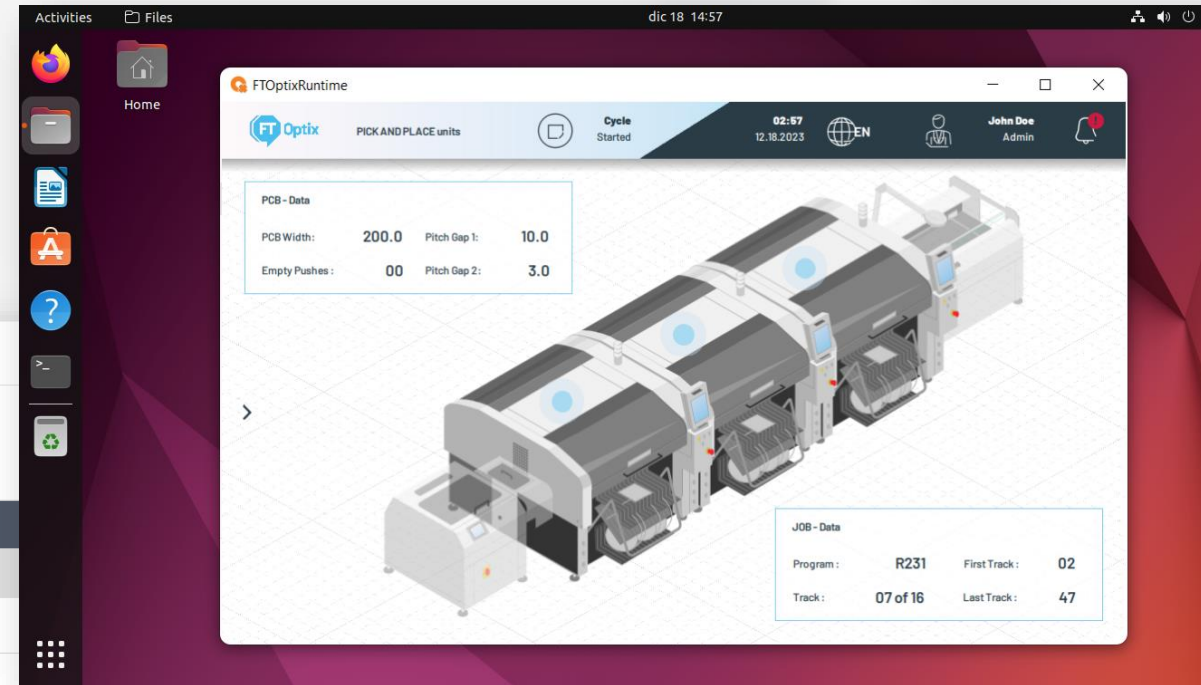 Activities Files dic 18 14:57
Home
FTOptixRuntime
FT Optix PICK AND PLACE units Cycle Started 02:57 12.18.2023 EN John Doe Admin
PCB - Data
PCB Width: 200.0 Pitch Gap 1: 10.0
Empty Pushes: 00 Pitch Gap 2: 3.0
JOB - Data
Program: R231 First Track: 02
Track: 07 of 16 Last Track: 47